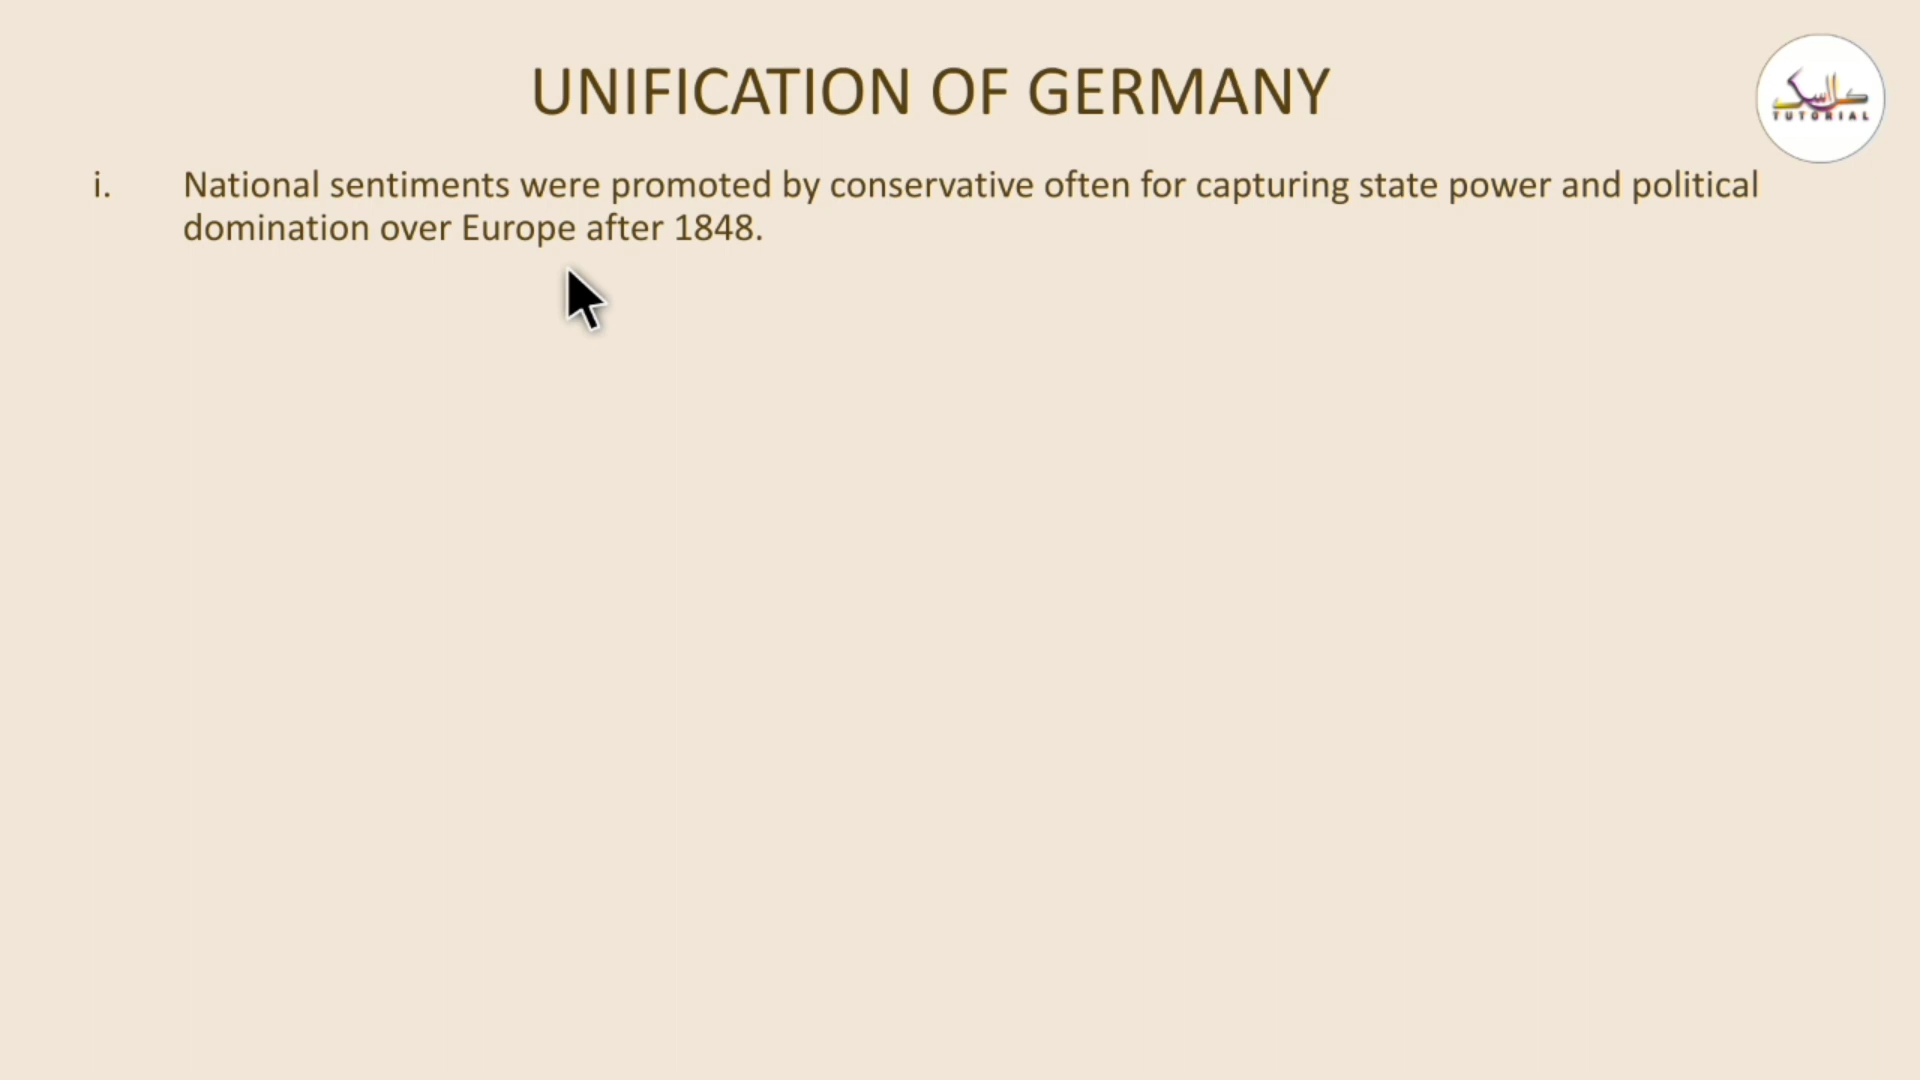 UNIFICATION OF GERMANY
کلاسک
TUTORIAL
i. National sentiments were promoted by conservative often for capturing state power and political
domination over Europe after 1848.